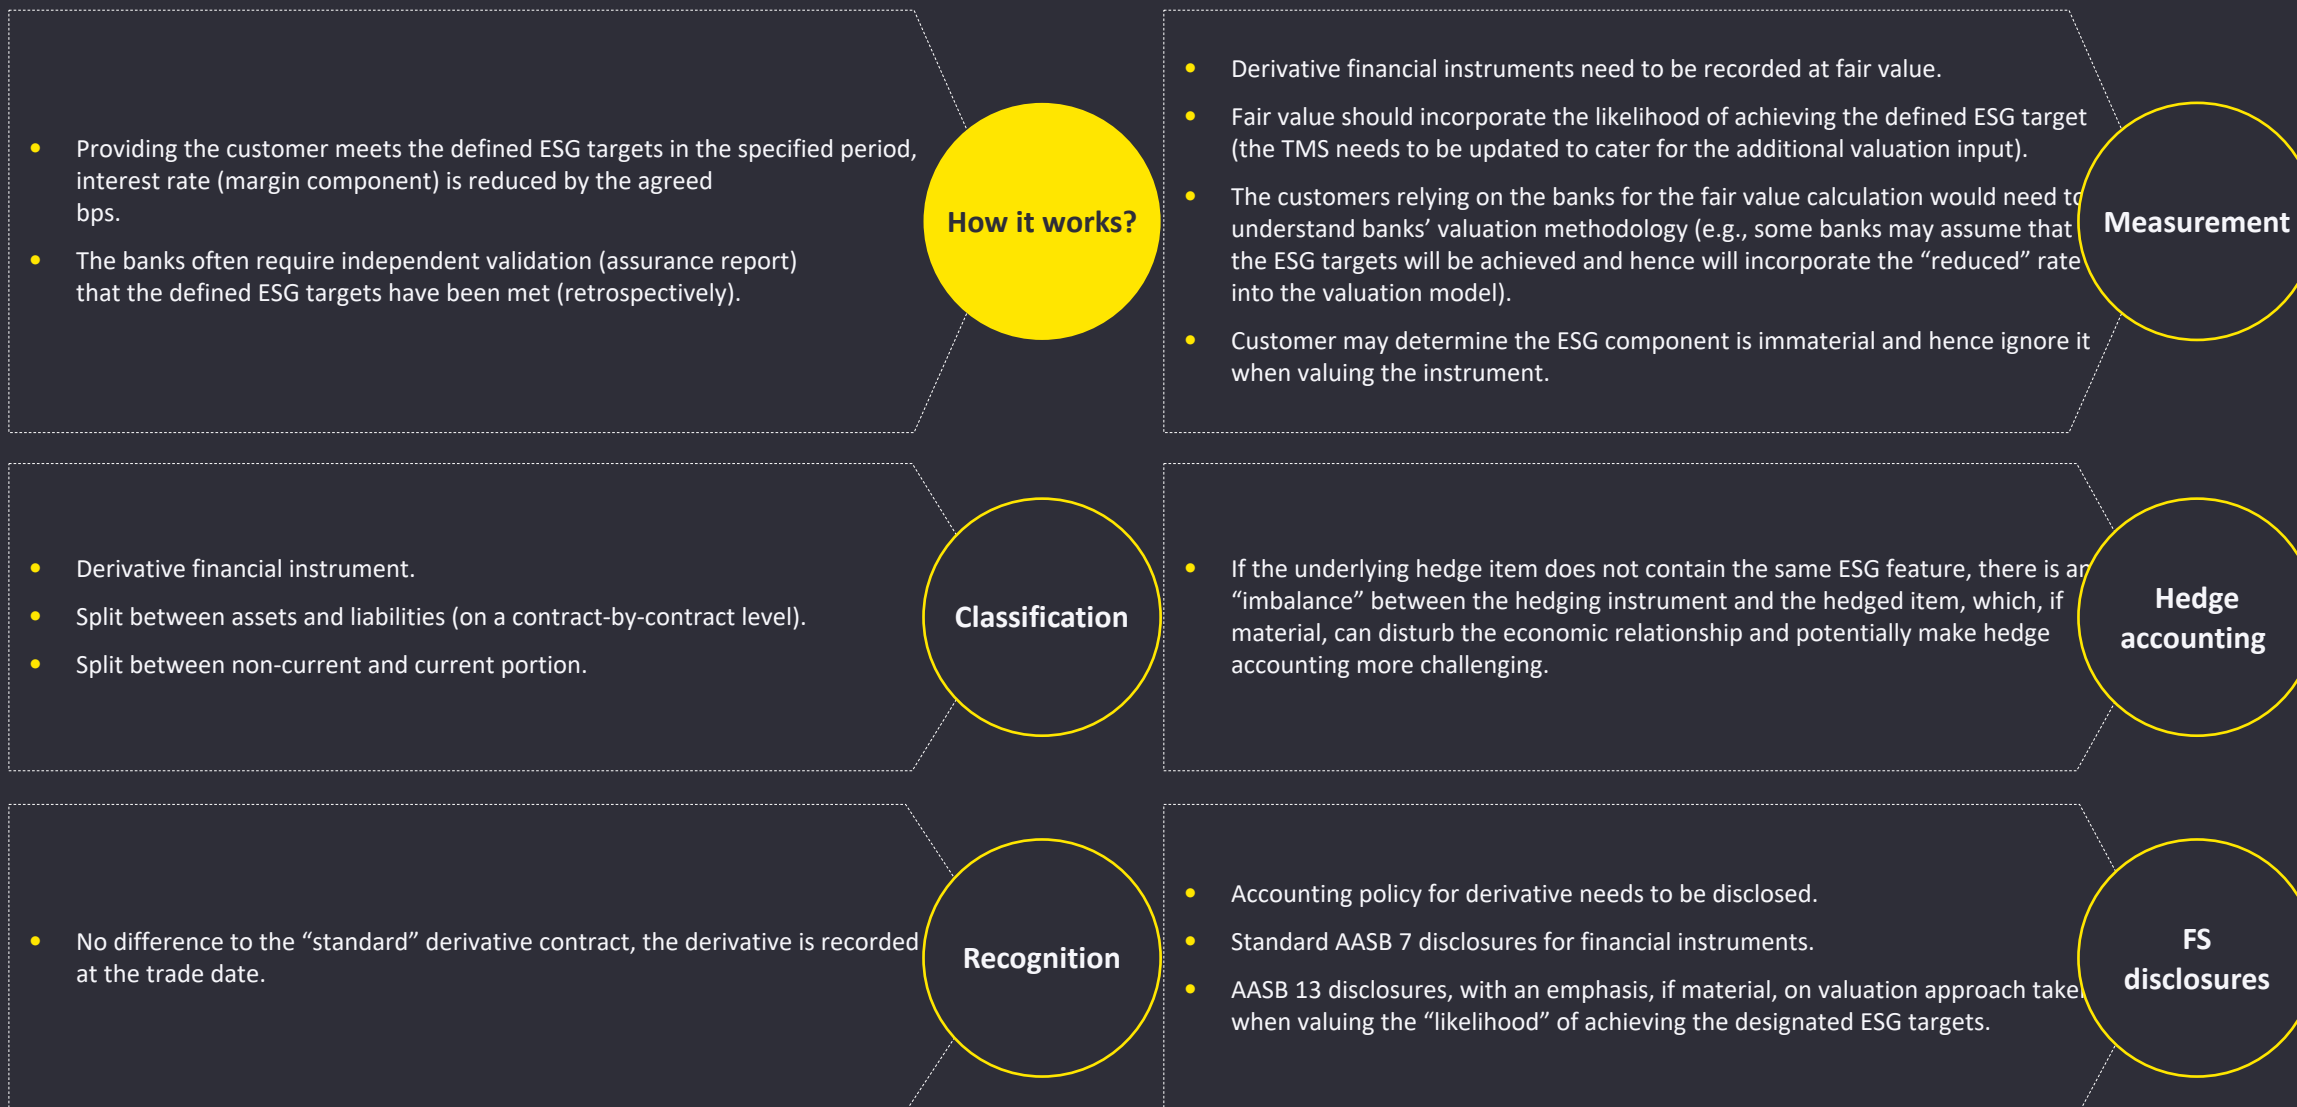 • Providing the customer meets the defined ESG targets in the specified period,
interest rate (margin component) is reduced by the agreed
bps.
• The banks often require independent validation (assurance report)
that the defined ESG targets have been met (retrospectively).
How it works?
• Derivative financial instruments need to be recorded at fair value.
• Fair value should incorporate the likelihood of achieving the defined ESG target
(the TMS needs to be updated to cater for the additional valuation input).
• The customers relying on the banks for the fair value calculation would need to
understand banks’ valuation methodology (e.g., some banks may assume that
the ESG targets will be achieved and hence will incorporate the “reduced” rate
into the valuation model).
• Customer may determine the ESG component is immaterial and hence ignore it
when valuing the instrument.
Measurement
• Derivative financial instrument.
• Split between assets and liabilities (on a contract-by-contract level).
• Split between non-current and current portion.
Classification
• If the underlying hedge item does not contain the same ESG feature, there is an
“imbalance” between the hedging instrument and the hedged item, which, if
material, can disturb the economic relationship and potentially make hedge
accounting more challenging.
Hedge
accounting
• No difference to the “standard” derivative contract, the derivative is recorded
at the trade date.
Recognition
• Accounting policy for derivative needs to be disclosed.
• Standard AASB 7 disclosures for financial instruments.
• AASB 13 disclosures, with an emphasis, if material, on valuation approach take
when valuing the “likelihood” of achieving the designated ESG targets.
FS
disclosures